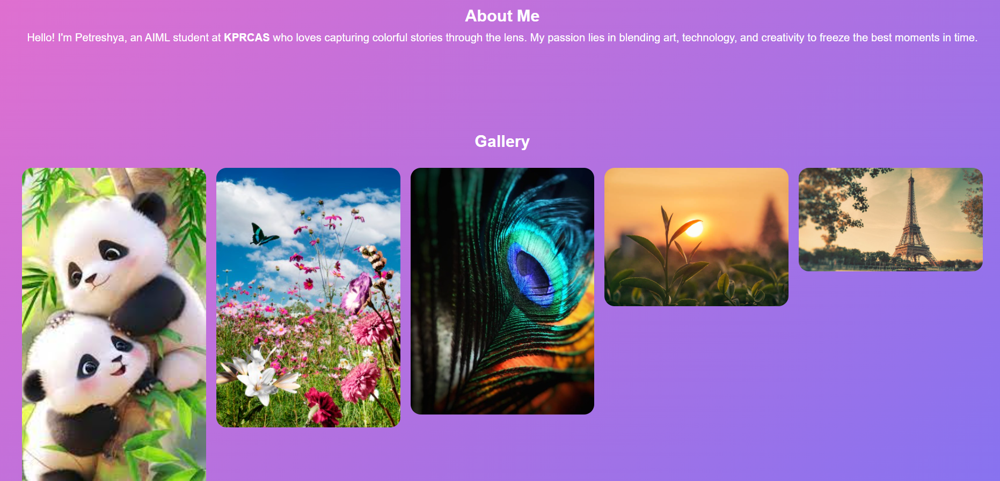 About Me
Hello! I'm Petreshya, an AIML student at KPRCAS who loves capturing colorful stories through the lens. My passion lies in blending art, technology, and creativity to freeze the best moments in time.
Gallery